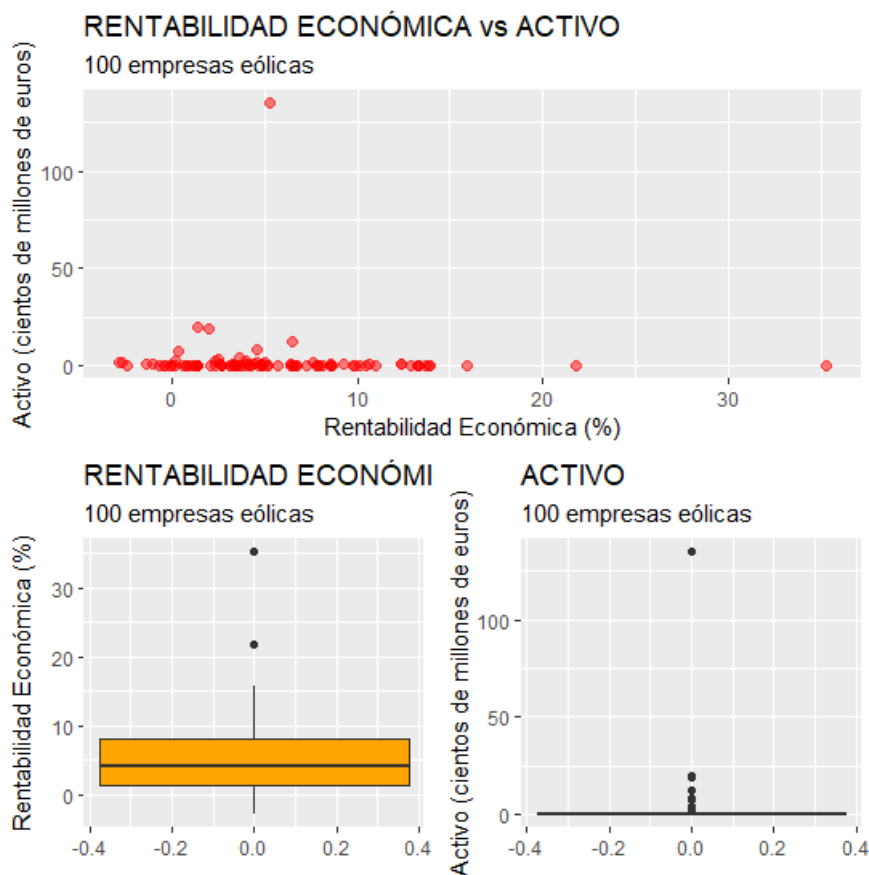 RENTABILIDAD ECONÓMICA vs ACTIVO
100 empresas eólicas
Activo (cientos de millones de euros)
100
50
0
0 10 20 30
Rentabilidad Económica (%)
RENTABILIDAD ECONÓMI
100 empresas eólicas
Rentabilidad Económica (%)
30
20
10
0
-0.4 -0.2 0.0 0.2 0.4
ACTIVO
100 empresas eólicas
Activo (cientos de millones de euros)
100
50
0
-0.4 -0.2 0.0 0.2 0.4